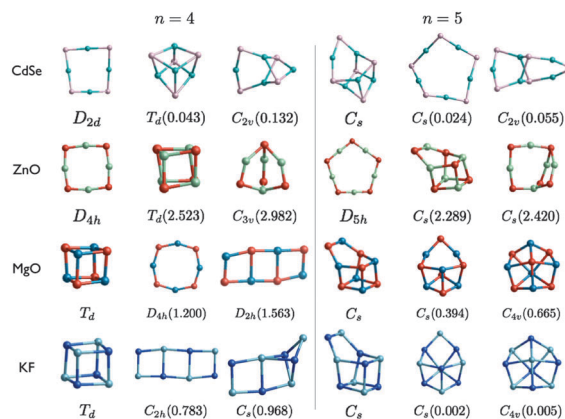 n = 4 n = 5
CdSe
D2d Td(0.043) C2v(0.132) Cs Cs(0.024) C2v(0.055)
ZnO
D4h Td(2.523) C3v(2.982) D5h Cs(2.289) Cs(2.420)
MgO
Td D4h(1.200) D2h(1.563) Cs Cs(0.394) C4v(0.665)
KF
Td C2h(0.783) Cs(0.968) Cs Cs(0.002) C4v(0.005)